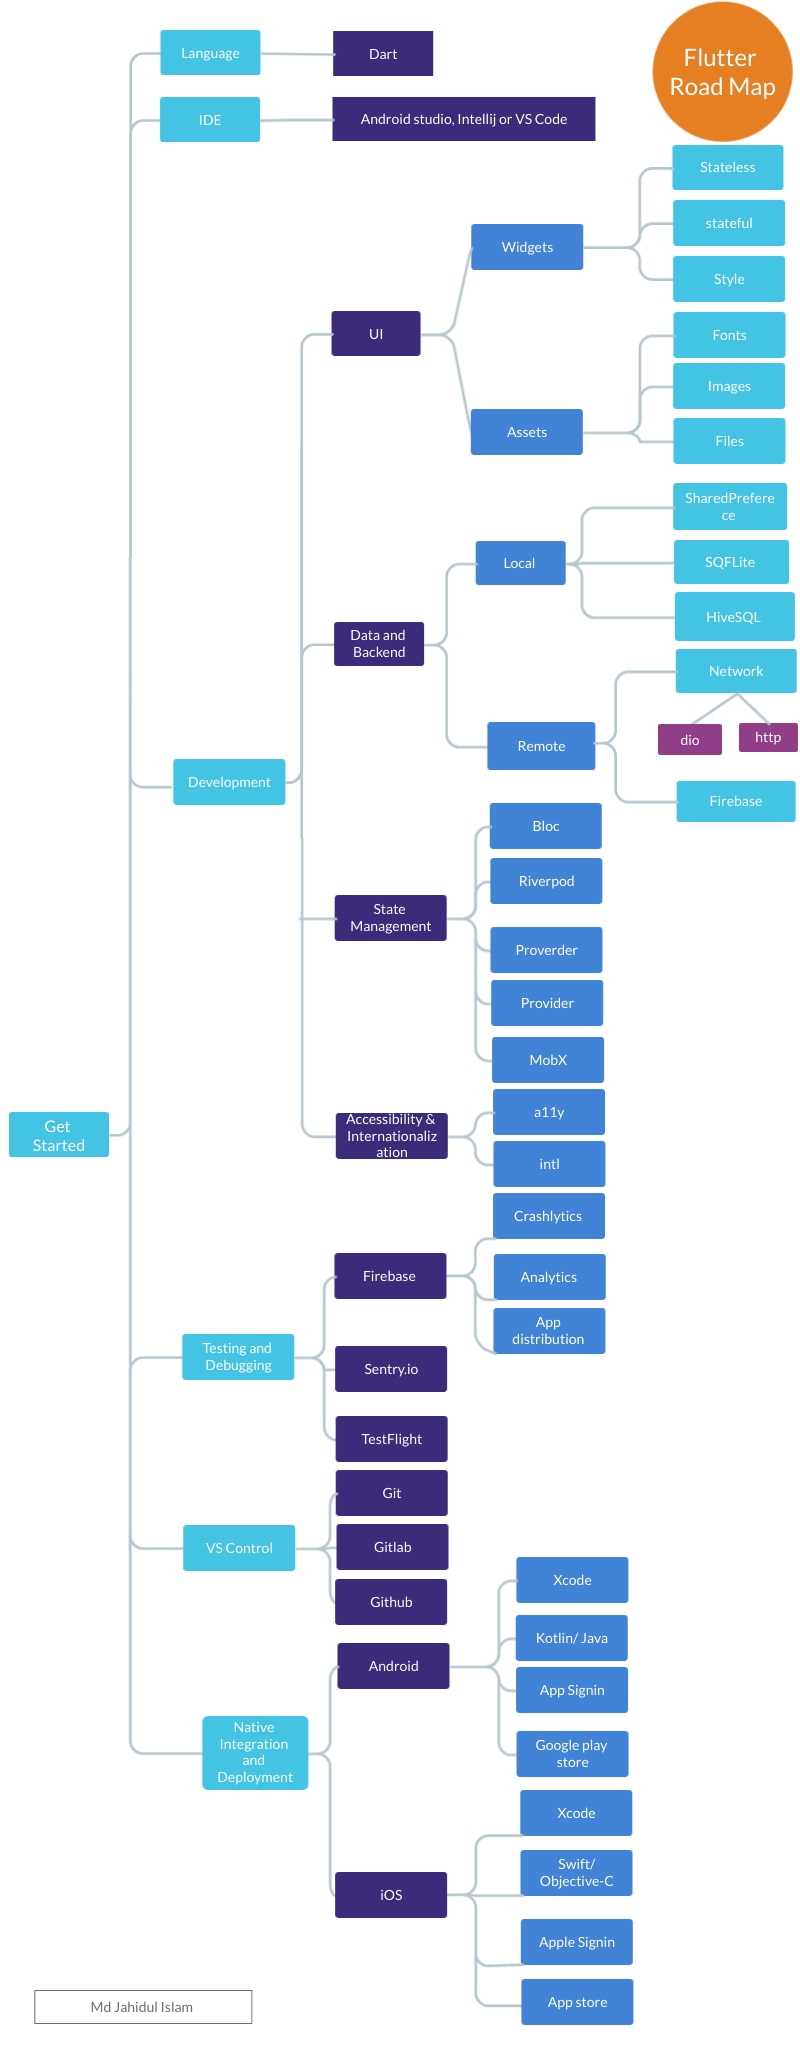 Flutter
Road Map
Language
Dart
IDE
Android studio, Intellij or VS Code
Stateless
stateful
Widgets
Style
UI
Fonts
Images
Assets
Files
SharedPrefere
ce
Local
SQFLite
HiveSQL
Data and
Backend
Network
dio
http
Remote
Development
Firebase
Bloc
Riverpod
State
Management
Proverder
Provider
MobX
Get
Started
Accessibility &
Internationaliz
ation
a11y
intl
Crashlytics
Firebase
Analytics
App
distribution
Testing and
Debugging
Sentry.io
TestFlight
Git
VS Control
Gitlab
Github
Xcode
Android
Kotlin/ Java
App Signin
Google play
store
Native
Integration
and
Deployment
Xcode
Swift/
Objective-C
iOS
Apple Signin
App store
Md Jahidul Islam